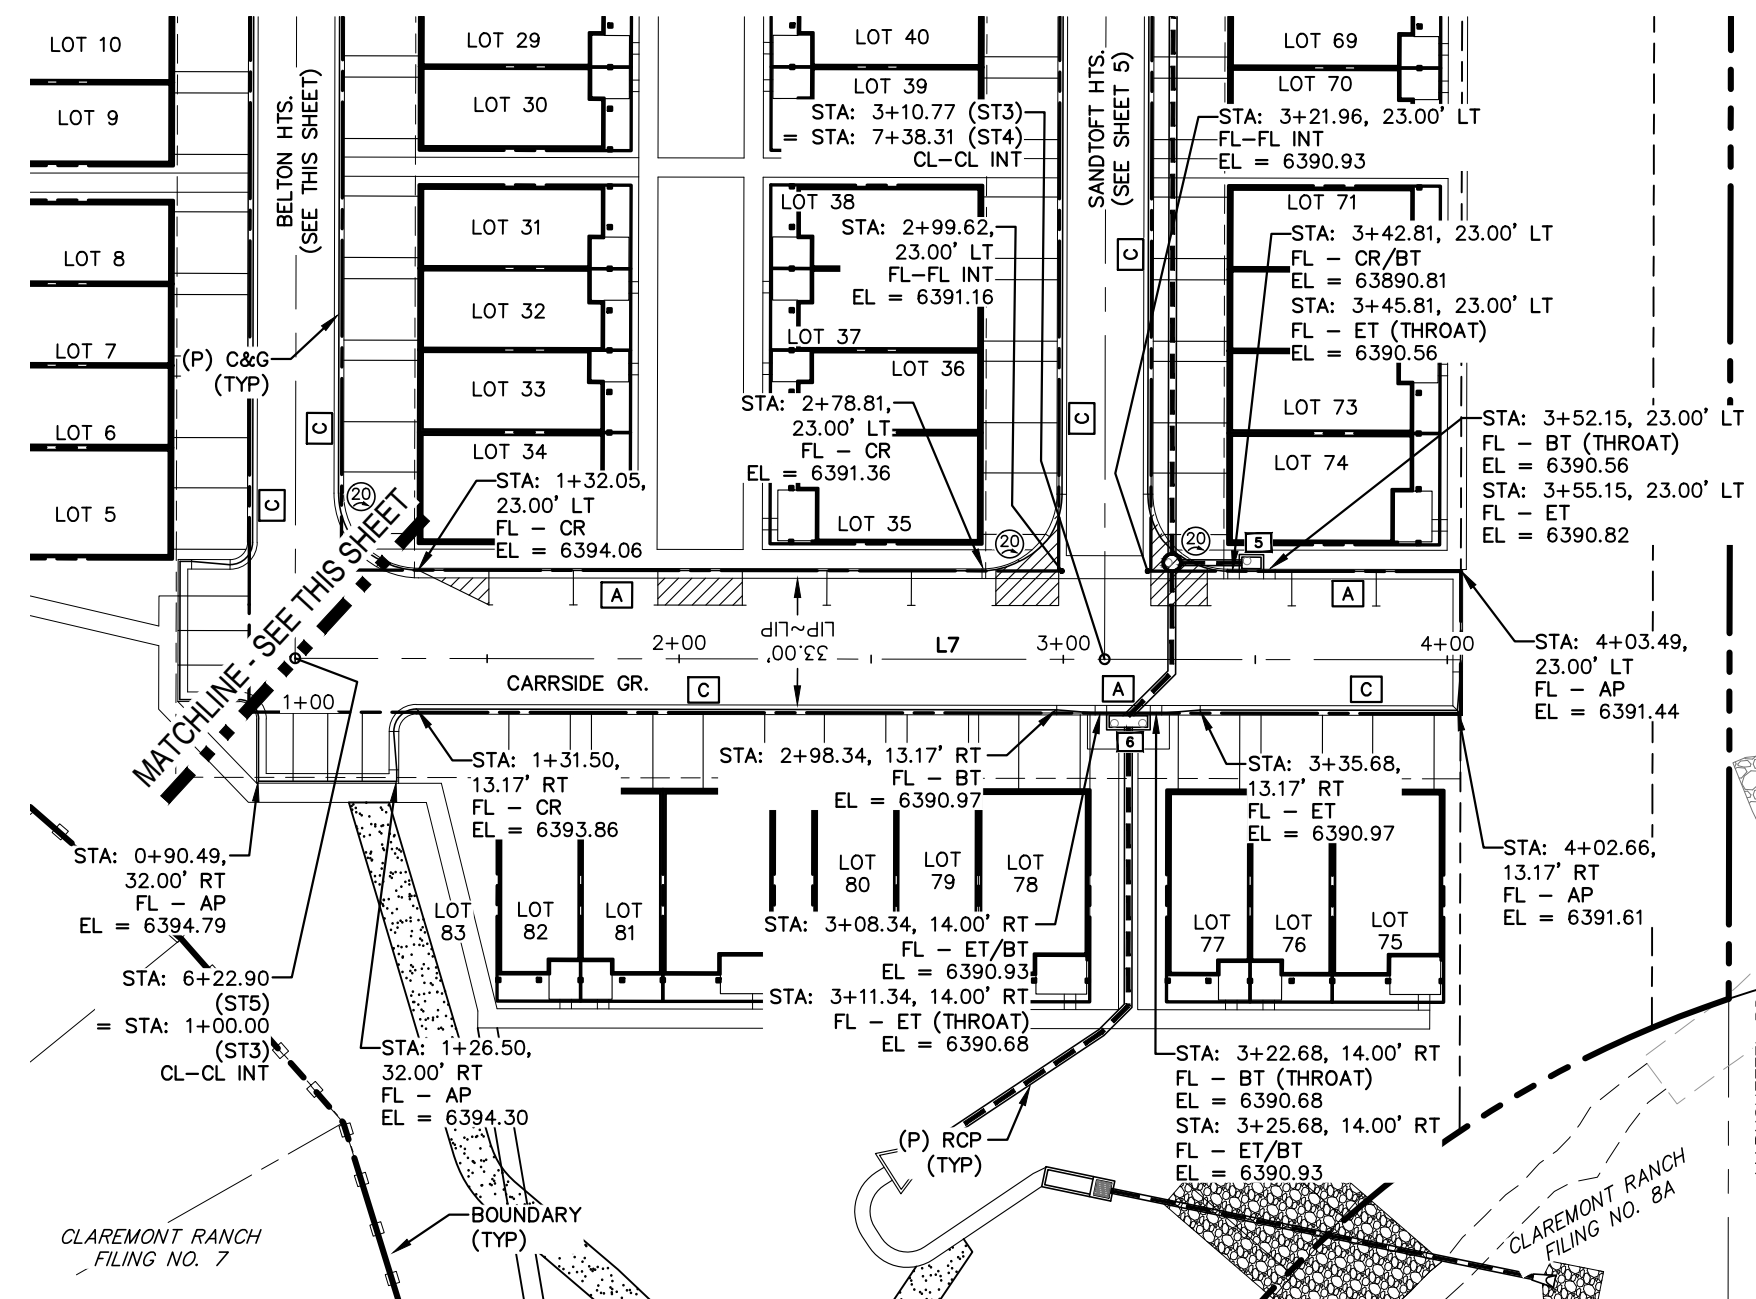 LOT 10
LOT 9
LOT 8
LOT 7
LOT 6
LOT 5
BELTON HTS.
(SEE THIS SHEET)
(P) C&G
(TYP)
C
C
20
MATCHLINE - SEE THIS SHEET
LOT 29
LOT 30
LOT 31
LOT 32
LOT 33
LOT 34
STA: 1+32.05,
23.00' LT
FL - CR
EL = 6394.06
LOT 40
LOT 39
STA: 3+10.77 (ST3)
= STA: 7+38.31 (ST4)
CL-CL INT
LOT 38
STA: 2+99.62,
23.00' LT
FL-FL INT
EL = 6391.16
LOT 37
LOT 36
STA: 2+78.81,
23.00' LT
FL - CR
EL = 6391.36
LOT 35
20
SANDTOFT HTS.
(SEE SHEET 5)
C
C
LOT 69
LOT 70
STA: 3+21.96, 23.00' LT
FL-FL INT
EL = 6390.93
LOT 71
STA: 3+42.81, 23.00' LT
FL - CR/BT
EL = 63890.81
STA: 3+45.81, 23.00' LT
FL - ET (THROAT)
EL = 6390.56
LOT 73
LOT 74
STA: 3+52.15, 23.00' LT
FL - BT (THROAT)
EL = 6390.56
STA: 3+55.15, 23.00' LT
FL - ET
EL = 6390.82
20
5
A
A
33.00'
LIP~LIP
1+00
2+00
L7
3+00
4+00
CARRSIDE GR.
C
A
C
6
STA: 4+03.49,
23.00' LT
FL - AP
EL = 6391.44
STA: 1+31.50,
13.17' RT
FL - CR
EL = 6393.86
STA: 2+98.34, 13.17' RT
FL - BT
EL = 6390.97
STA: 3+35.68,
13.17' RT
FL - ET
EL = 6390.97
STA: 4+02.66,
13.17' RT
FL - AP
EL = 6391.61
STA: 0+90.49,
32.00' RT
FL - AP
EL = 6394.79
LOT
83
LOT
82
LOT
81
LOT
80
LOT
79
LOT
78
LOT
77
LOT
76
LOT
75
STA: 3+08.34, 14.00' RT
FL - ET/BT
EL = 6390.93
STA: 3+11.34, 14.00' RT
FL - ET (THROAT)
EL = 6390.68
STA: 6+22.90
(ST5)
= STA: 1+00.00
(ST3)
CL-CL INT
STA: 1+26.50,
32.00' RT
FL - AP
EL = 6394.30
STA: 3+22.68, 14.00' RT
FL - BT (THROAT)
EL = 6390.68
STA: 3+25.68, 14.00' RT
FL - ET/BT
EL = 6390.93
(P) RCP
(TYP)
BOUNDARY
(TYP)
CLAREMONT RANCH
FILING NO. 7
CLAREMONT RANCH
FILING NO. 8A